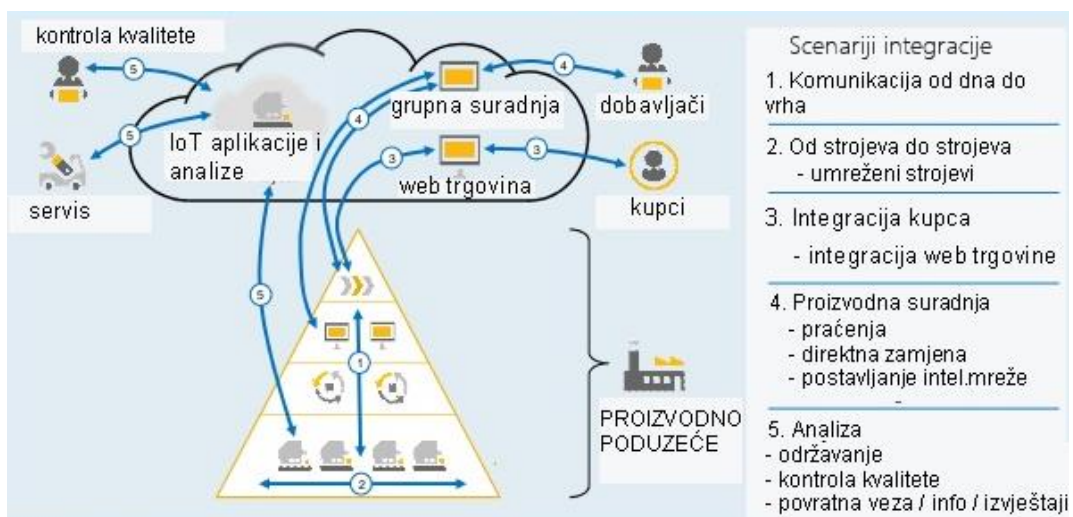 kontrola kvalitete
5
5
servis
IoT aplikacije i
analize
4
grupna suradnja
4
dobavljači
3
web trgovina
3
kupci
5
1
2
PROIZVODNO
PODUZEĆE
Scenariji integracije
1. Komunikacija od dna do
vrha
2. Od strojeva do strojeva
- umreženi strojevi
3. Integracija kupca
- integracija web trgovine
4. Proizvodna suradnja
- praćenja
- direktna zamjena
- postavljanje intel.mreže
-
5. Analiza
- održavanje
- kontrola kvalitete
- povratna veza / info / izvještaji